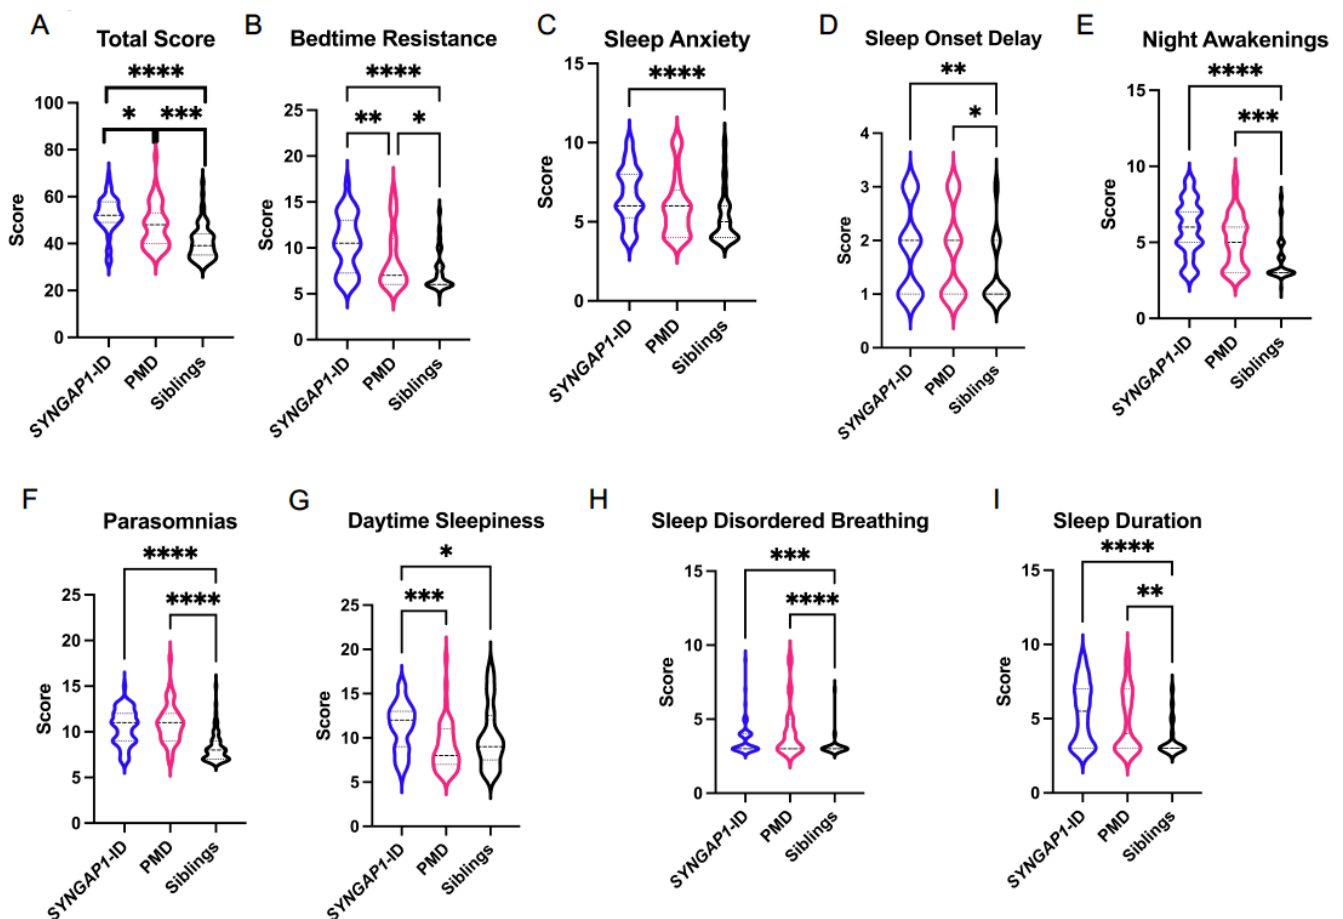 A
Total Score
****
*
***
100
80
60
40
20
0
Score
SYNGAP1-ID
PMD
Siblings
B
Bedtime Resistance
****
**
*
25
20
15
10
5
0
Score
SYNGAP1-ID
PMD
Siblings
C
Sleep Anxiety
****
15
10
5
0
Score
SYNGAP1-ID
PMD
Siblings
D
Sleep Onset Delay
**
*
4
3
2
1
0
Score
SYNGAP1-ID
PMD
Siblings
E
Night Awakenings
****
***
15
10
5
0
Score
SYNGAP1-ID
PMD
Siblings
F
Parasomnias
****
****
25
20
15
10
5
0
Score
SYNGAP1-ID
PMD
Siblings
G
Daytime Sleepiness
*
***
25
20
15
10
5
0
Score
SYNGAP1-ID
PMD
Siblings
H
Sleep Disordered Breathing
***
****
15
10
5
0
Score
SYNGAP1-ID
PMD
Siblings
I
Sleep Duration
****
**
15
10
5
0
Score
SYNGAP1-ID
PMD
Siblings